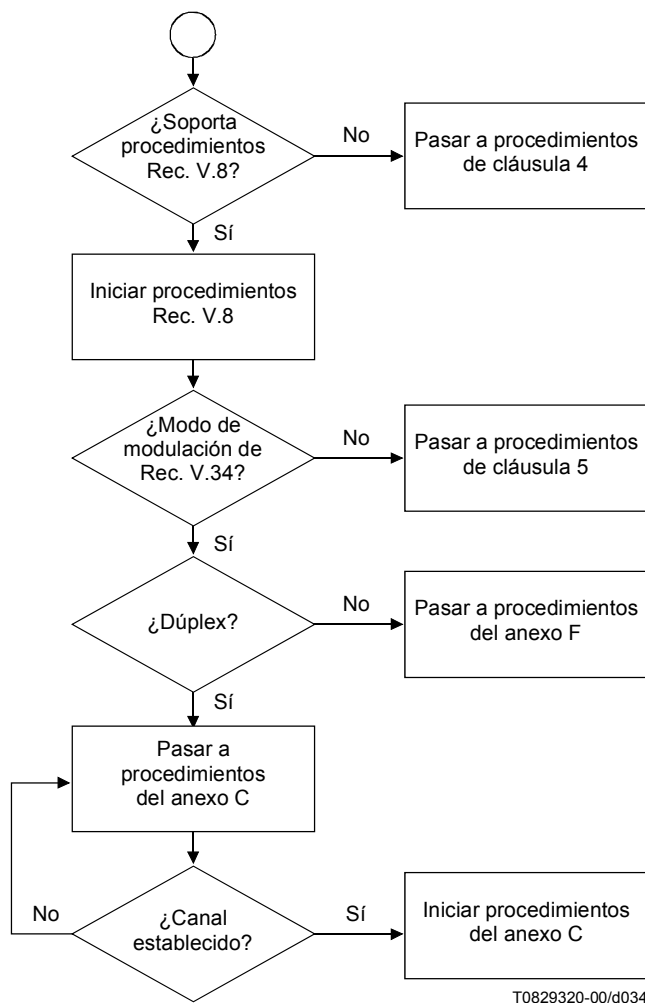 ¿Soporta
procedimientos
Rec. V.8?
No
Pasar a procedimientos
de cláusula 4
Sí
Iniciar procedimientos
Rec. V.8
¿Modo de
modulación de
Rec. V.34?
No
Pasar a procedimientos
de cláusula 5
Sí
¿Dúplex?
No
Pasar a procedimientos
del anexo F
Sí
Pasar a
procedimientos
del anexo C
No
¿Canal
establecido?
Sí
Iniciar procedimientos
del anexo C
T0829320-00/d034